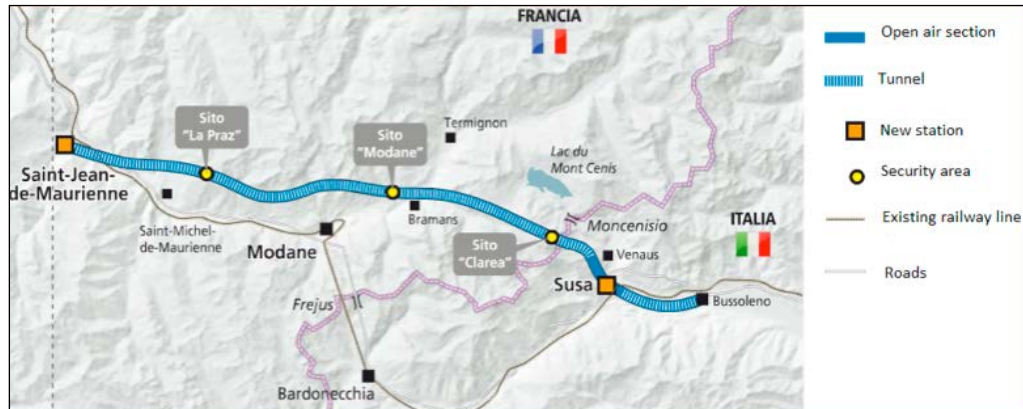 FRANCIA
Sito
"La Praz"
Sito
"Modane"
Termignon
Lac du
Mont Cenis
Saint-Jean-
de-Maurienne
Saint-Michel-
de-Maurienne
Modane
Bramans
Moncenisio
ITALIA
Sito
"Clarea"
Venaus
Susa
Frejus
Bussoleno
Bardonecchia
Open air section
Tunnel
New station
Security area
Existing railway line
Roads